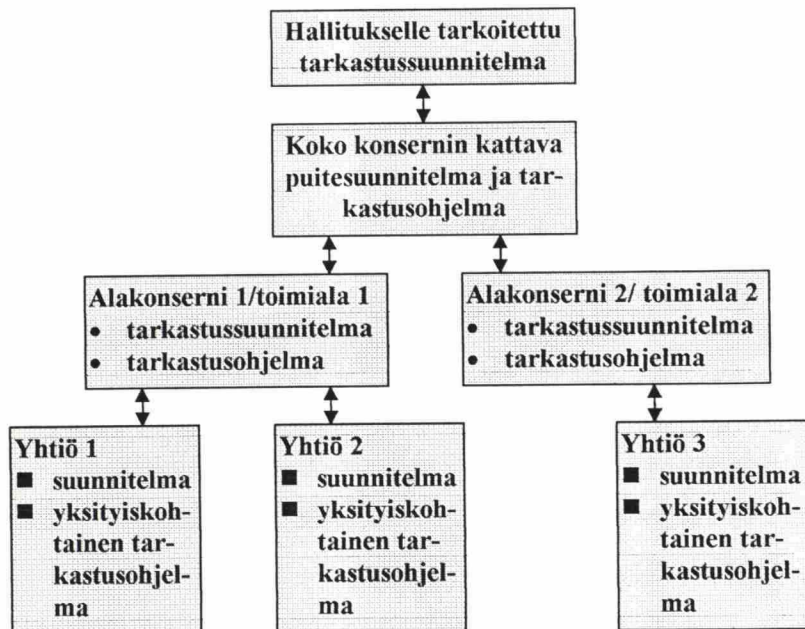 Hallitukselle tarkoitettu
tarkastussuunnitelma
Koko konsernin kattava
puitesuunnitelma ja tar-
kastusohjelma
Alakonserni 1/toimiala 1
• tarkastussuunnitelma
• tarkastusohjelma
Alakonserni 2/ toimiala 2
• tarkastussuunnitelma
• tarkastusohjelma
Yhtiö 1
■ suunnitelma
■ yksityiskoh-
tainen tar-
kastusohjel-
ma
Yhtiö 2
■ suunnitelma
■ yksityiskoh-
tainen tar-
kastusohjel-
ma
Yhtiö 3
■ suunnitelma
■ yksityiskoh-
tainen tar-
kastusohjel-
ma